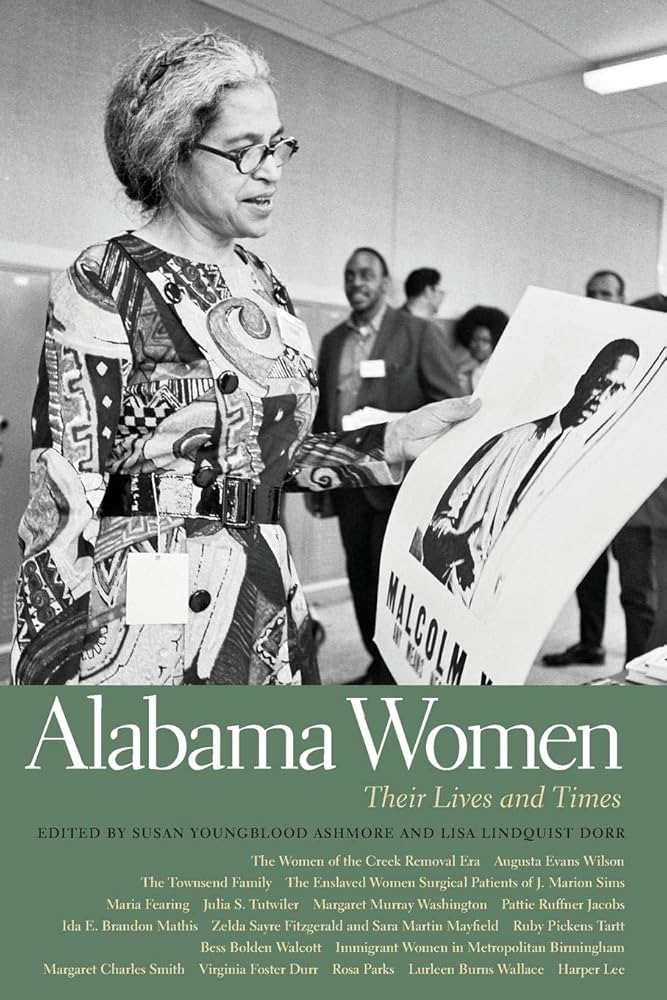 MALCOLM X
Alabama Women
Their Lives and Times
EDITED BY SUSAN YOUNGBLOOD ASHMORE AND LISA LINDQUIST DORR
The Women of the Creek Removal Era Augusta Evans Wilson
The Townsend Family The Enslaved Women Surgical Patients of J. Marion Sims
Maria Fearing Julia S. Tutwiler Margaret Murray Washington Pattie Ruffner Jacobs
Ida E. Brandon Mathis Zelda Sayre Fitzgerald and Sara Martin Mayfield Ruby Pickens Tartt
Bess Bolden Walcott Immigrant Women in Metropolitan Birmingham
Margaret Charles Smith Virginia Foster Durr Rosa Parks Lurleen Burns Wallace Harper Lee